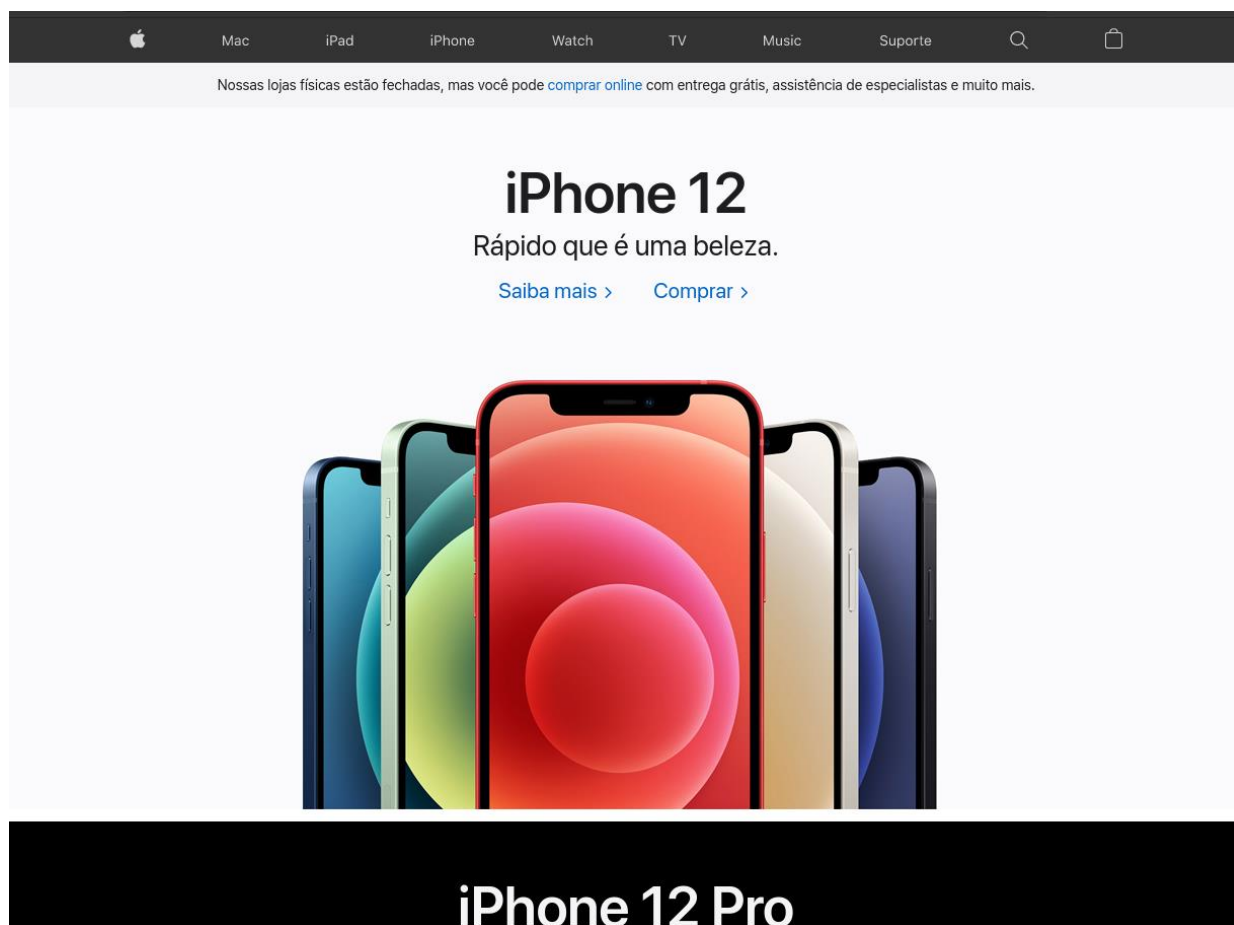 Mac iPad iPhone Watch TV Music Suporte
Nossas lojas físicas estão fechadas, mas você pode comprar online com entrega grátis, assistência de especialistas e muito mais.
iPhone 12
Rápido que é uma beleza.
Saiba mais > Comprar >
iPhone 12 Pro